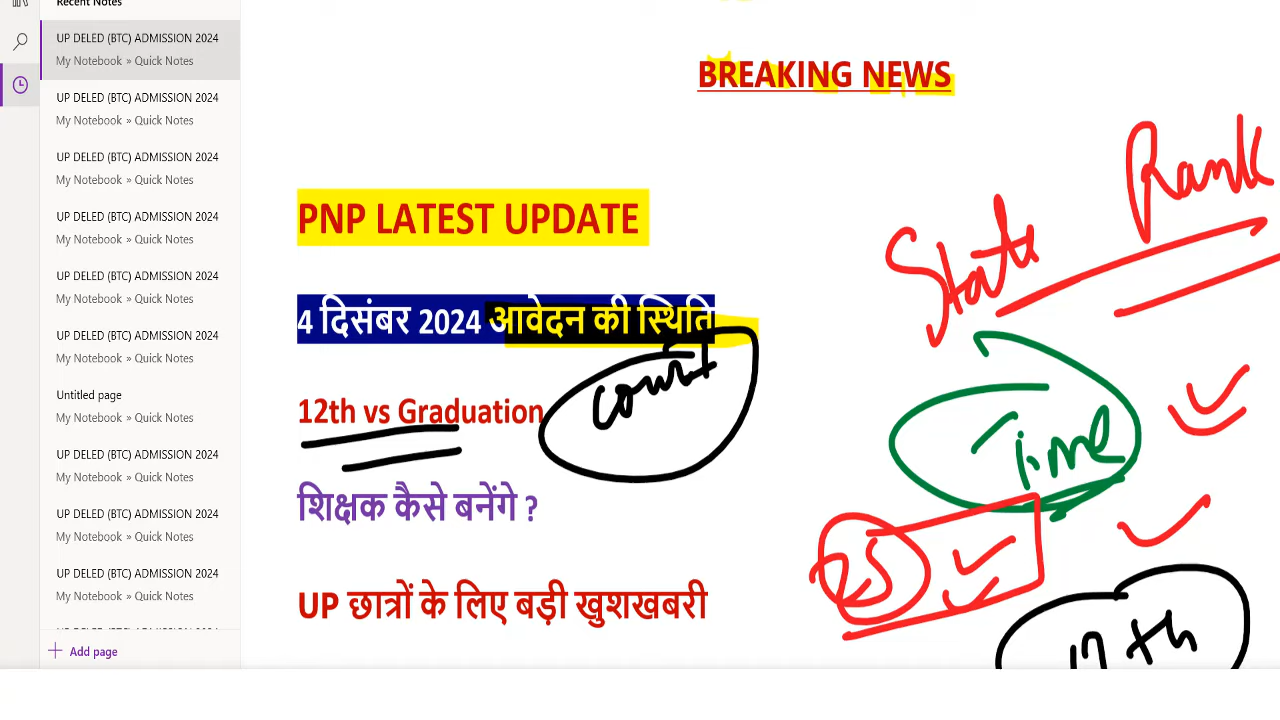 Recent Notes
UP DELED (BTC) ADMISSION 2024
My Notebook » Quick Notes
UP DELED (BTC) ADMISSION 2024
My Notebook » Quick Notes
UP DELED (BTC) ADMISSION 2024
My Notebook » Quick Notes
UP DELED (BTC) ADMISSION 2024
My Notebook » Quick Notes
UP DELED (BTC) ADMISSION 2024
My Notebook » Quick Notes
UP DELED (BTC) ADMISSION 2024
My Notebook » Quick Notes
Untitled page
My Notebook » Quick Notes
UP DELED (BTC) ADMISSION 2024
My Notebook » Quick Notes
UP DELED (BTC) ADMISSION 2024
My Notebook » Quick Notes
UP DELED (BTC) ADMISSION 2024
My Notebook » Quick Notes
Add page
BREAKING NEWS
PNP LATEST UPDATE
4 दिसंबर 2024 आवेदन की स्थिति
12th vs Graduation
शिक्षक कैसे बनेंगे ?
UP छात्रों के लिए बड़ी खुशखबरी
State Rank
court
Time
25
12th